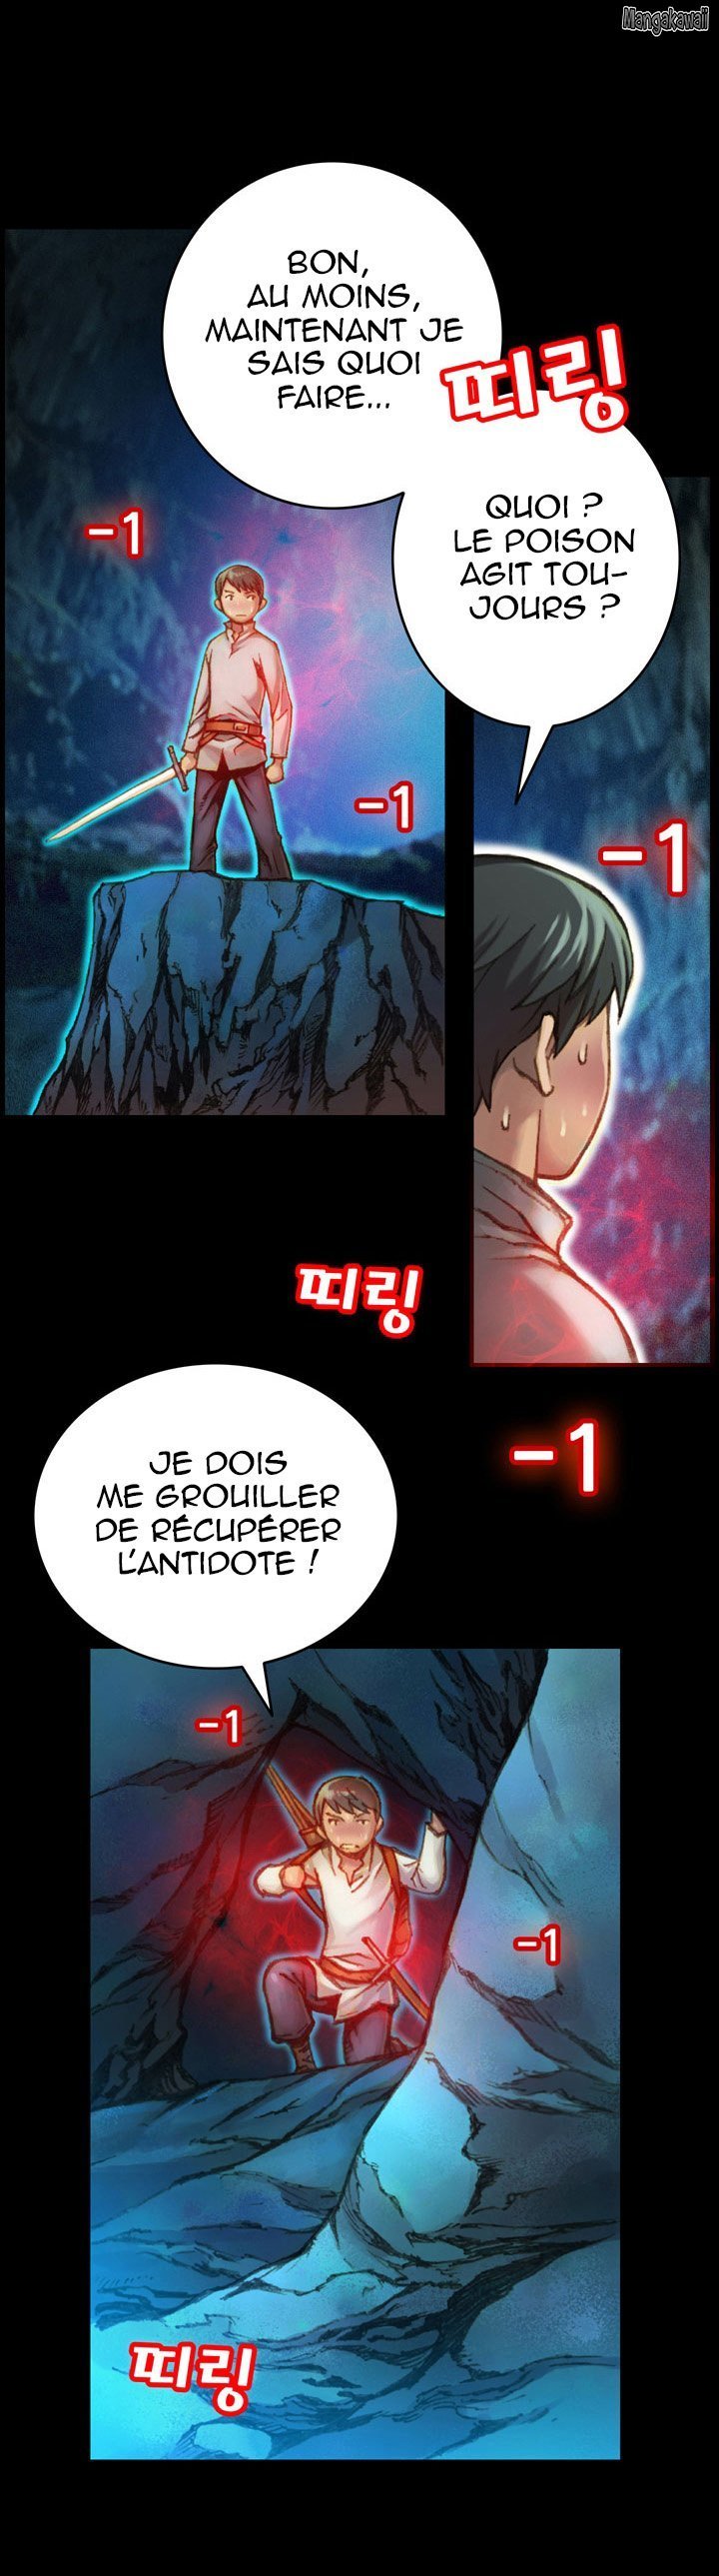 Mangakawaii
BON,
AU MOINS,
MAINTENANT JE
SAIS QUOI
FAIRE...
띠링
QUOI ?
LE POISON
AGIT TOU-
JOURS ?
-1
-1
-1
띠링
-1
JE DOIS
ME GROUILLER
DE RÉCUPÉRER
L'ANTIDOTE !
-1
-1
띠링